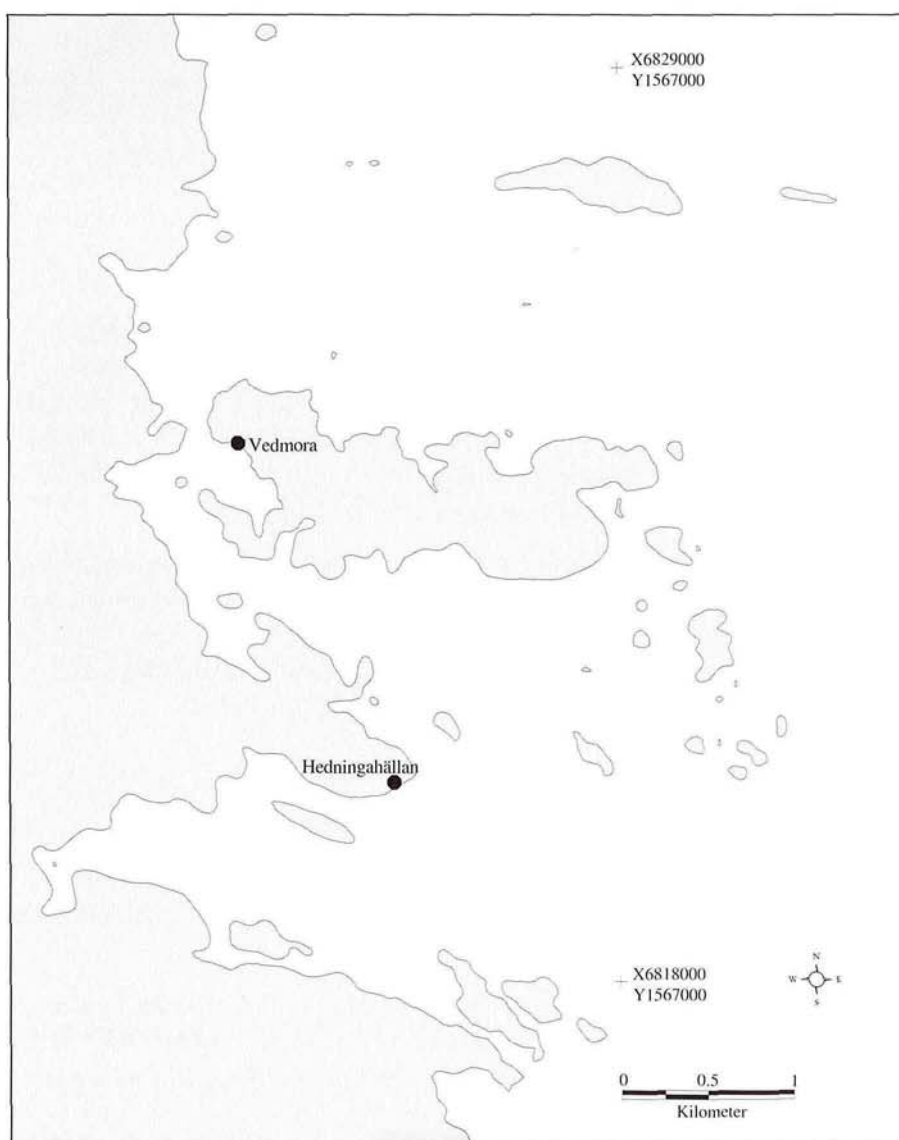 X6829000
Y1567000
Vedmora
Hedningahällan
X6818000
Y1567000
N
W
E
S
0 0.5 1
Kilometer